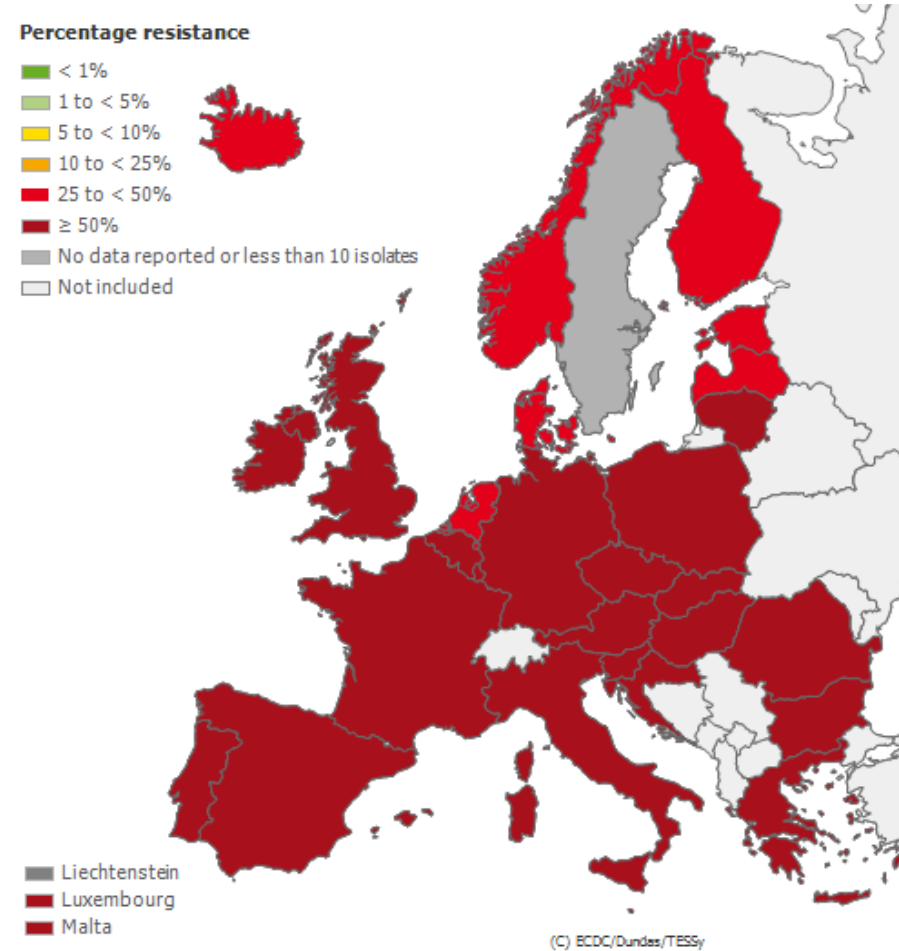 Percentage resistance
< 1%
1 to < 5%
5 to < 10%
10 to < 25%
25 to < 50%
≥ 50%
No data reported or less than 10 isolates
Not included
Liechtenstein
Luxembourg
Malta
(C) ECDC/Dundas/TESSy